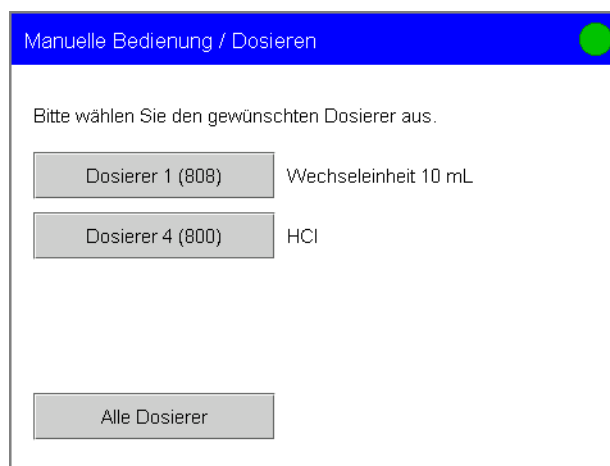 Manuelle Bedienung / Dosieren
Bitte wählen Sie den gewünschten Dosierer aus.
Dosierer 1 (808) Wechseleinheit 10 mL
Dosierer 4 (800) HCl
Alle Dosierer